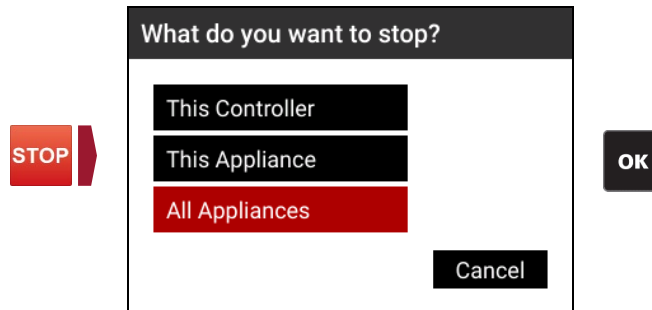 What do you want to stop?
This Controller
STOP
This Appliance
OK
All Appliances
Cancel